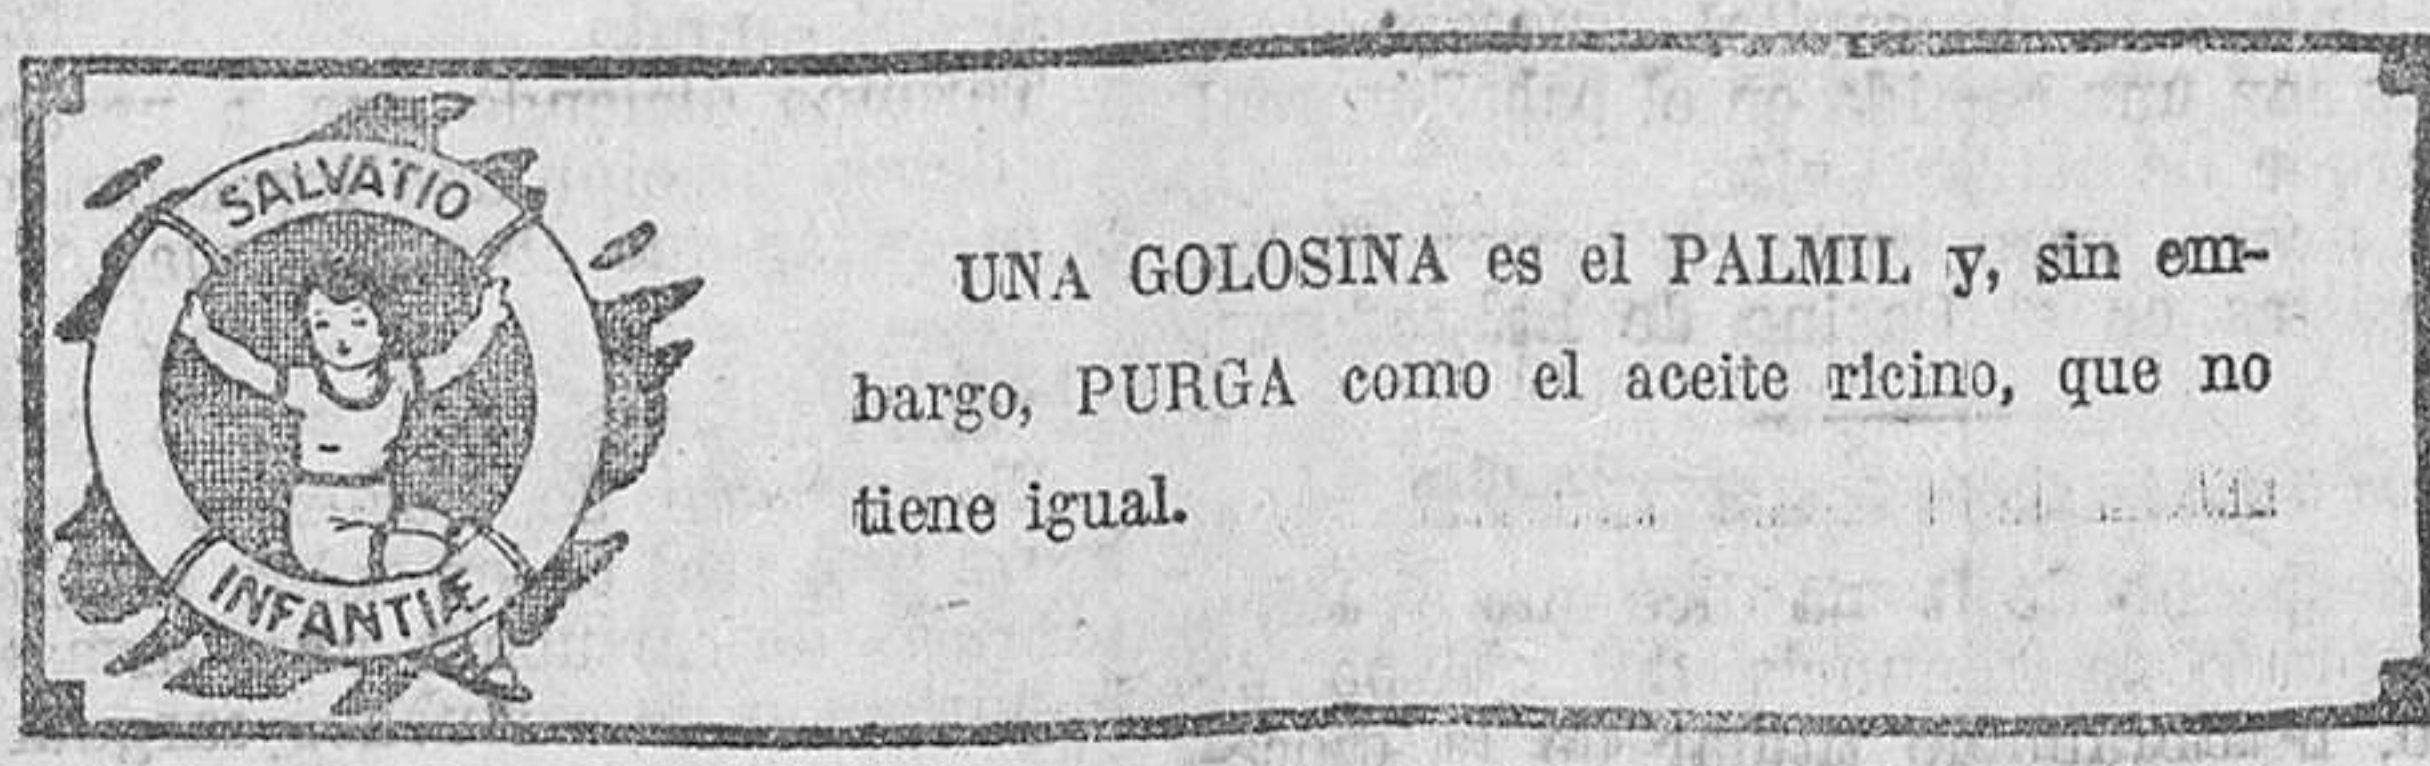 SALVATIO
INFANTIÆ
UNA GOLOSINA es el PALMIL y, sin em-
bargo, PURGA como el aceite ricino, que no
tiene igual.